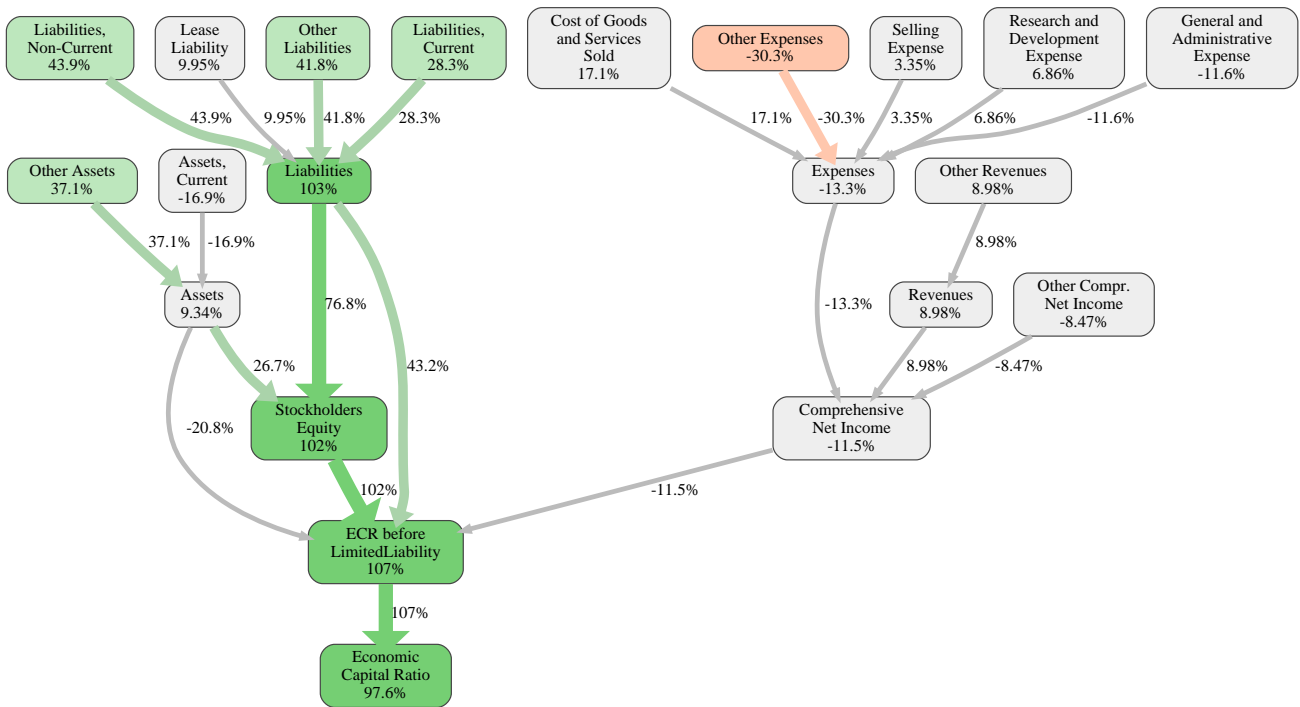 Liabilities,
Non-Current
43.9%
Lease
Liability
9.95%
Other
Liabilities
41.8%
Liabilities,
Current
28.3%
Cost of Goods
and Services
Sold
17.1%
Other Expenses
-30.3%
Selling
Expense
3.35%
Research and
Development
Expense
6.86%
General and
Administrative
Expense
-11.6%
43.9%
9.95%
41.8%
28.3%
17.1%
-30.3%
3.35%
6.86%
-11.6%
Other Assets
37.1%
Assets,
Current
-16.9%
Liabilities
103%
Expenses
-13.3%
Other Revenues
8.98%
37.1%
-16.9%
8.98%
Assets
9.34%
76.8%
-13.3%
Revenues
8.98%
Other Compr.
Net Income
-8.47%
26.7%
43.2%
8.98%
-8.47%
-20.8%
Stockholders
Equity
102%
Comprehensive
Net Income
-11.5%
102%
-11.5%
ECR before
LimitedLiability
107%
107%
Economic
Capital Ratio
97.6%